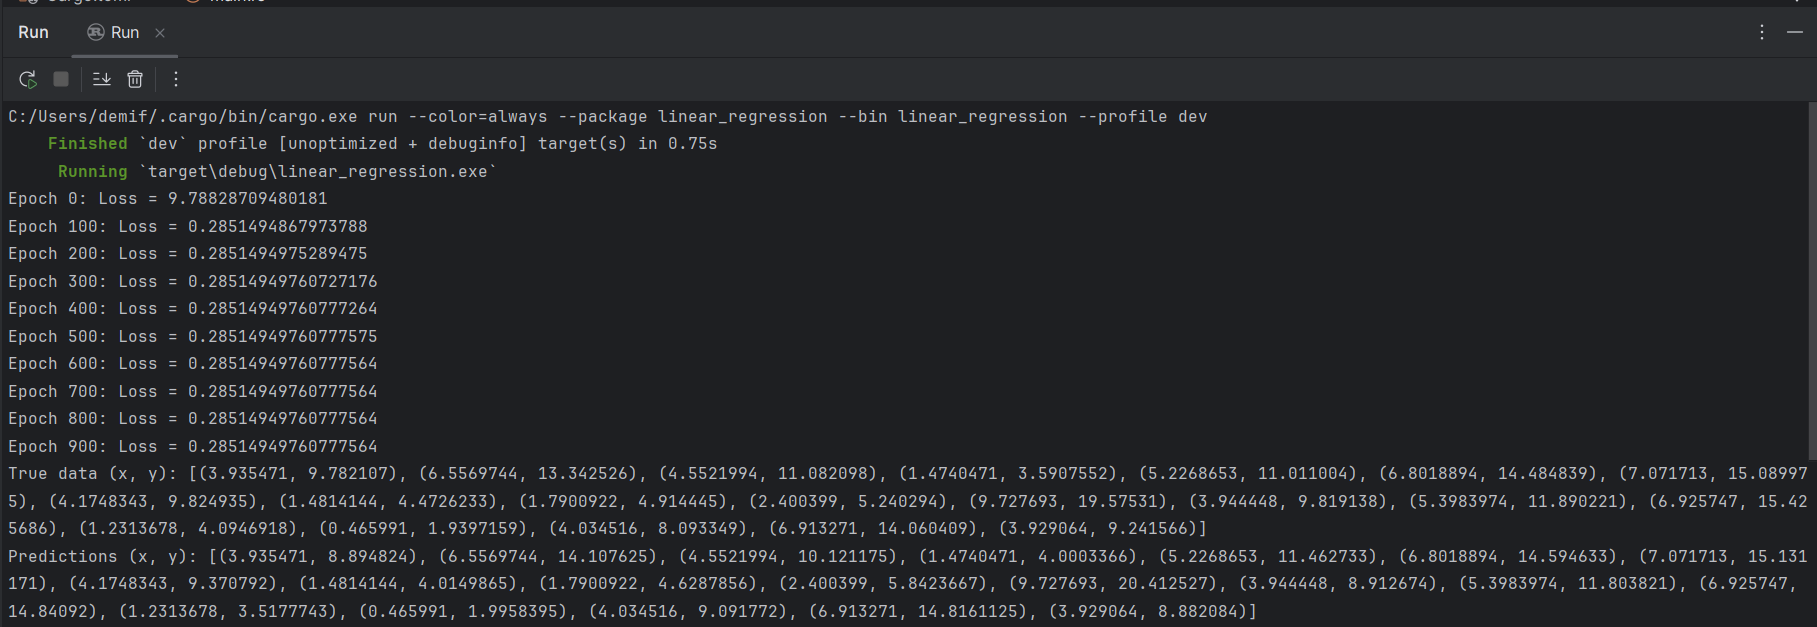 Run
Run
C:/Users/demif/.cargo/bin/cargo.exe run --color=always --package linear_regression --bin linear_regression --profile dev
Finished `dev` profile [unoptimized + debuginfo] target(s) in 0.75s
Running `target\debug\linear_regression.exe`
Epoch 0: Loss = 9.78828709480181
Epoch 100: Loss = 0.2851494867973788
Epoch 200: Loss = 0.2851494975289475
Epoch 300: Loss = 0.28514949760727176
Epoch 400: Loss = 0.28514949760777264
Epoch 500: Loss = 0.28514949760777575
Epoch 600: Loss = 0.28514949760777564
Epoch 700: Loss = 0.28514949760777564
Epoch 800: Loss = 0.28514949760777564
Epoch 900: Loss = 0.28514949760777564
True data (x, y): [(3.935471, 9.782107), (6.5569744, 13.342526), (4.5521994, 11.082098), (1.4740471, 3.5907552), (5.2268653, 11.011004), (6.8018894, 14.484839), (7.071713, 15.08997
5), (4.1748343, 9.824935), (1.4814144, 4.4726233), (1.7900922, 4.914445), (2.400399, 5.240294), (9.727693, 19.57531), (3.944448, 9.819138), (5.3983974, 11.890221), (6.925747, 15.42
5686), (1.2313678, 4.0946918), (0.465991, 1.9397159), (4.034516, 8.093349), (6.913271, 14.060409), (3.929064, 9.241566)]
Predictions (x, y): [(3.935471, 8.894824), (6.5569744, 14.107625), (4.5521994, 10.121175), (1.4740471, 4.0003366), (5.2268653, 11.462733), (6.8018894, 14.594633), (7.071713, 15.131
171), (4.1748343, 9.370792), (1.4814144, 4.0149865), (1.7900922, 4.6287856), (2.400399, 5.8423667), (9.727693, 20.412527), (3.944448, 8.912674), (5.3983974, 11.803821), (6.925747,
14.84092), (1.2313678, 3.5177743), (0.465991, 1.9958395), (4.034516, 9.091772), (6.913271, 14.8161125), (3.929064, 8.882084)]